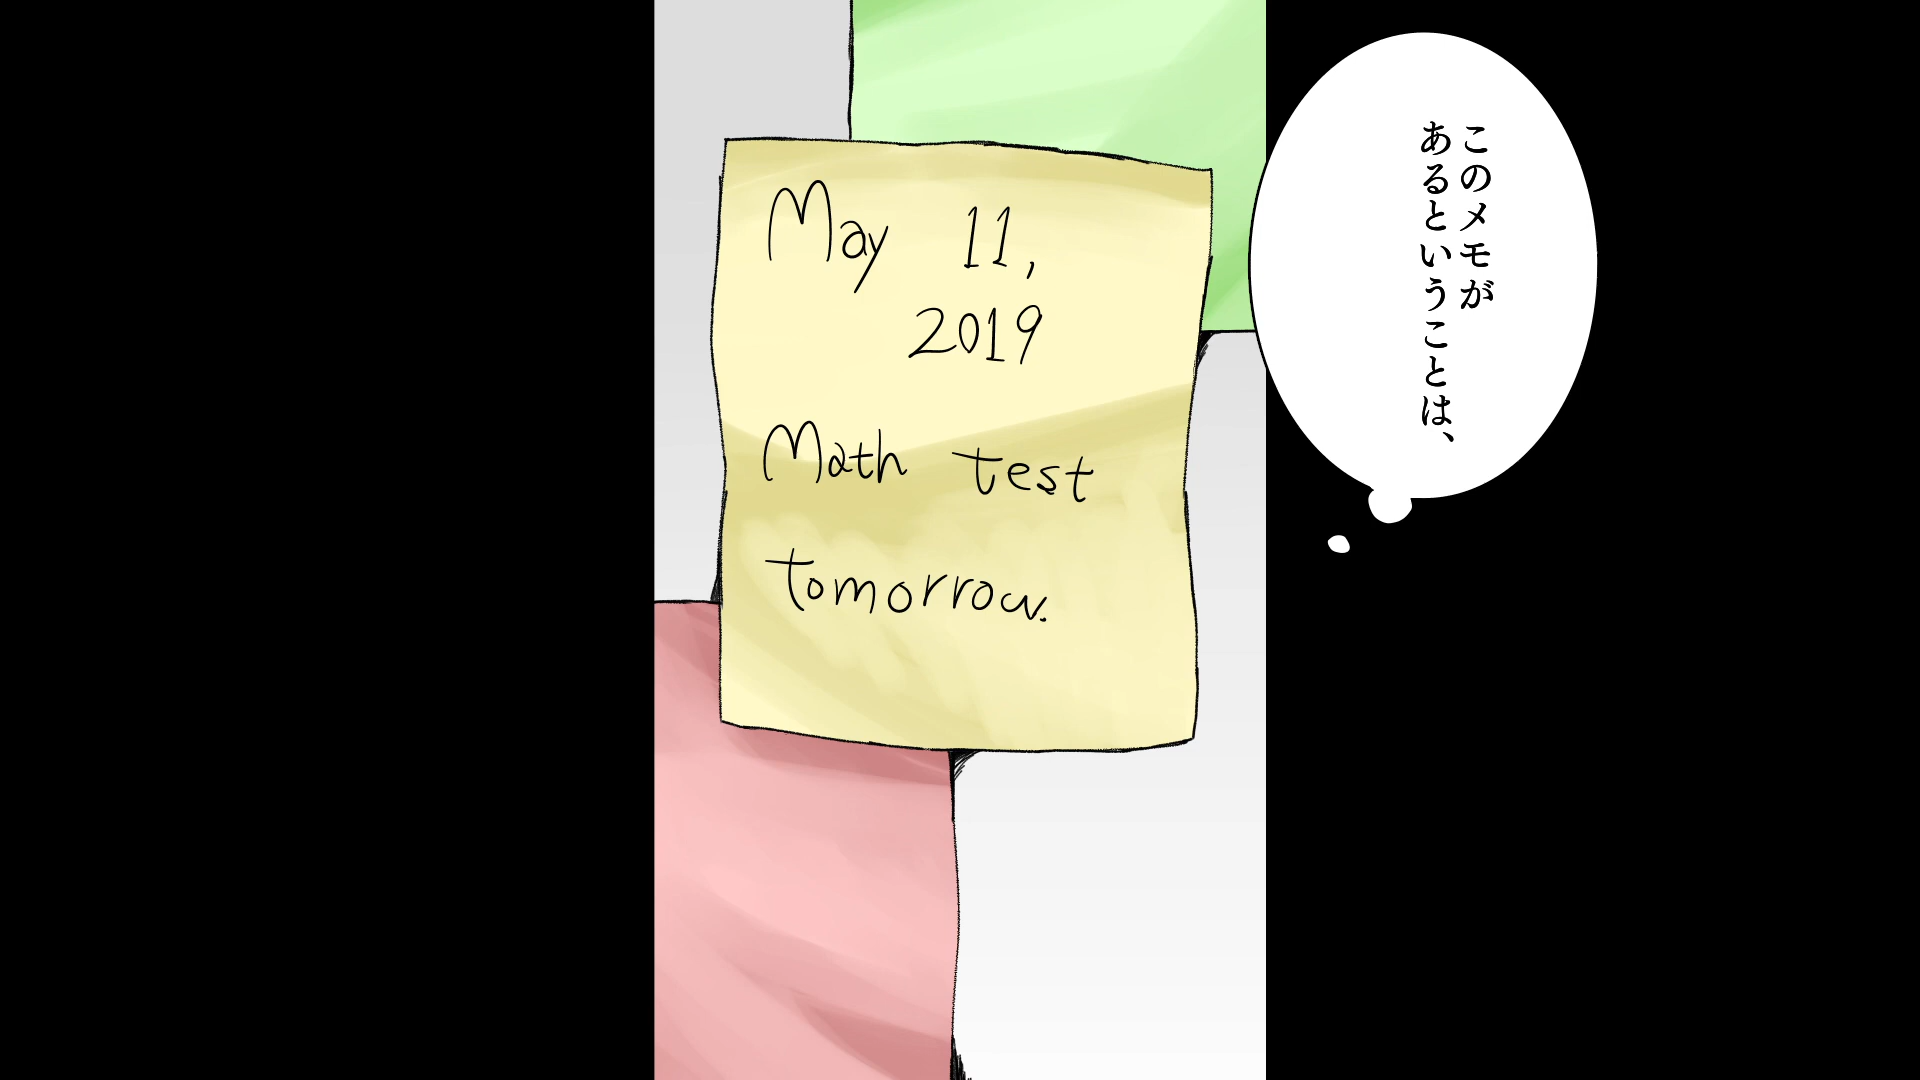 May 11,
2019
Math test
tomorrow.
このメモが
あるということは、